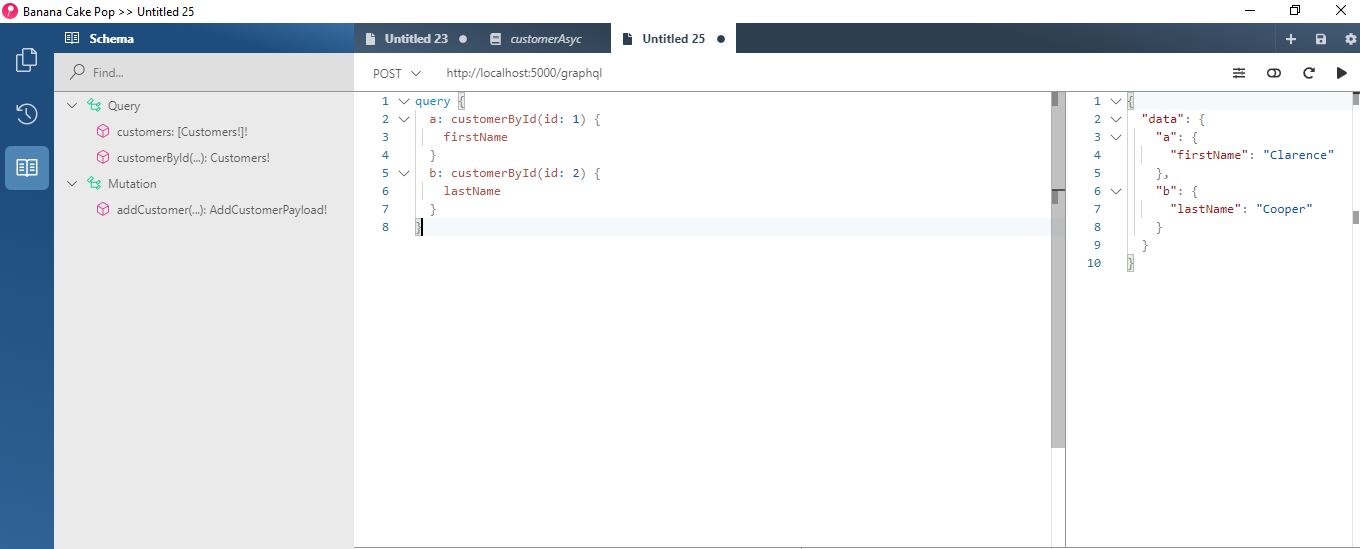 Banana Cake Pop >> Untitled 25
Schema
Untitled 23
customerAsyc
Untitled 25
Find...
POST
http://localhost:5000/graphql
Query
customers: [Customers!]!
customerById(...): Customers!
Mutation
addCustomer(...): AddCustomerPayload!
1 query {
2 a: customerById(id: 1) {
3 firstName
4 }
5 b: customerById(id: 2) {
6 lastName
7 }
8 }
1 {
2 "data": {
3 "a": {
4 "firstName": "Clarence"
5 },
6 "b": {
7 "lastName": "Cooper"
8 }
9 }
10 }